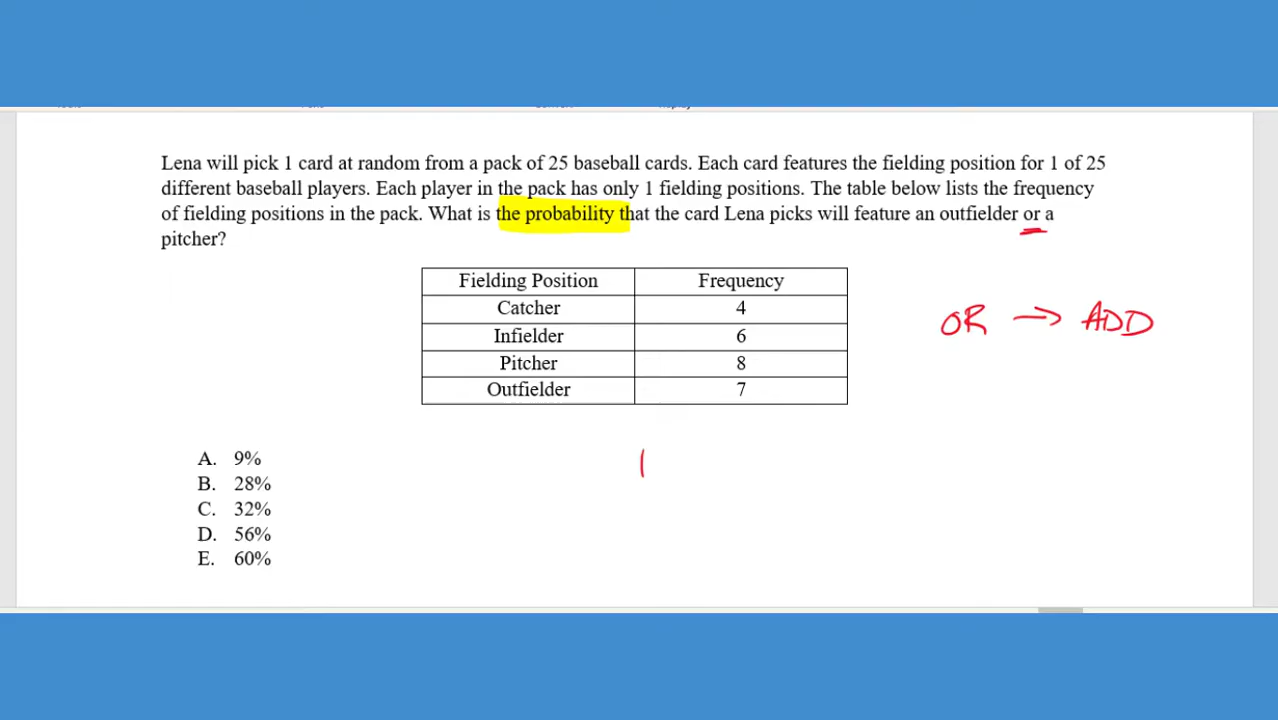 Lena will pick 1 card at random from a pack of 25 baseball cards. Each card features the fielding position for 1 of 25
different baseball players. Each player in the pack has only 1 fielding positions. The table below lists the frequency
of fielding positions in the pack. What is the probability that the card Lena picks will feature an outfielder or a
pitcher?
Fielding Position Frequency
Catcher 4
Infielder 6
Pitcher 8
Outfielder 7
OR → ADD
A. 9%
B. 28%
C. 32%
D. 56%
E. 60%